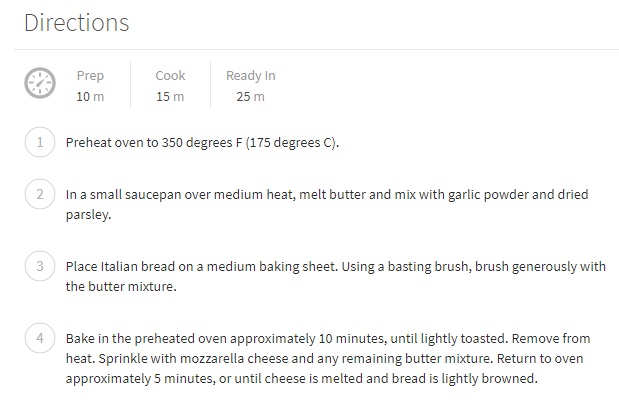 Directions
Prep Cook Ready In
10 m 15 m 25 m
1 Preheat oven to 350 degrees F (175 degrees C).
2 In a small saucepan over medium heat, melt butter and mix with garlic powder and dried
parsley.
3 Place Italian bread on a medium baking sheet. Using a basting brush, brush generously with
the butter mixture.
4 Bake in the preheated oven approximately 10 minutes, until lightly toasted. Remove from
heat. Sprinkle with mozzarella cheese and any remaining butter mixture. Return to oven
approximately 5 minutes, or until cheese is melted and bread is lightly browned.